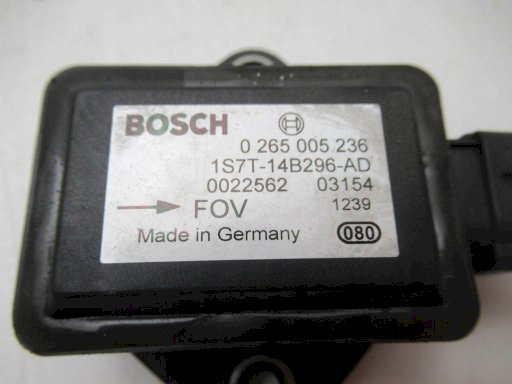 BOSCH
0 265 005 236
1S7T-14B296-AD
0022562 03154
FOV 1239
Made in Germany 080